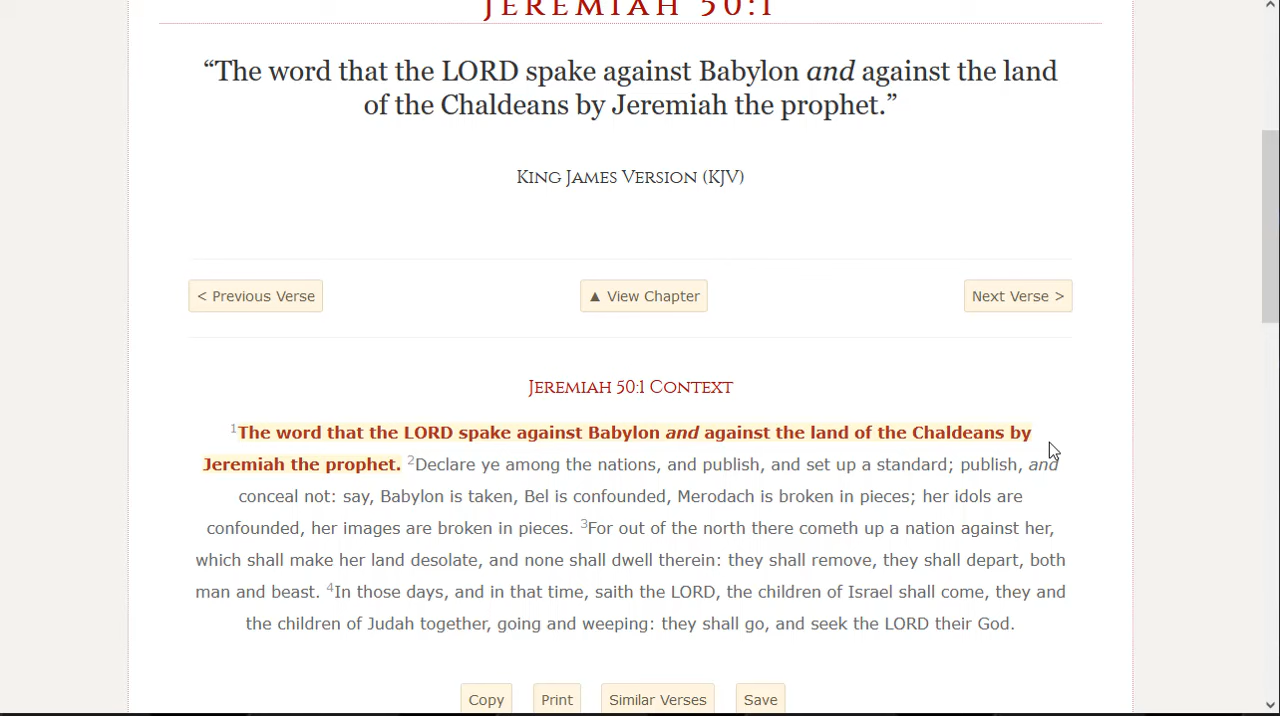 JEREMIAH 50:1
“The word that the LORD spake against Babylon and against the land
of the Chaldeans by Jeremiah the prophet.”
King James Version (KJV)
< Previous Verse
▲ View Chapter
Next Verse >
Jeremiah 50:1 Context
1The word that the LORD spake against Babylon and against the land of the Chaldeans by
Jeremiah the prophet. 2Declare ye among the nations, and publish, and set up a standard; publish, and
conceal not: say, Babylon is taken, Bel is confounded, Merodach is broken in pieces; her idols are
confounded, her images are broken in pieces. 3For out of the north there cometh up a nation against her,
which shall make her land desolate, and none shall dwell therein: they shall remove, they shall depart, both
man and beast. 4In those days, and in that time, saith the LORD, the children of Israel shall come, they and
the children of Judah together, going and weeping: they shall go, and seek the LORD their God.
Copy
Print
Similar Verses
Save